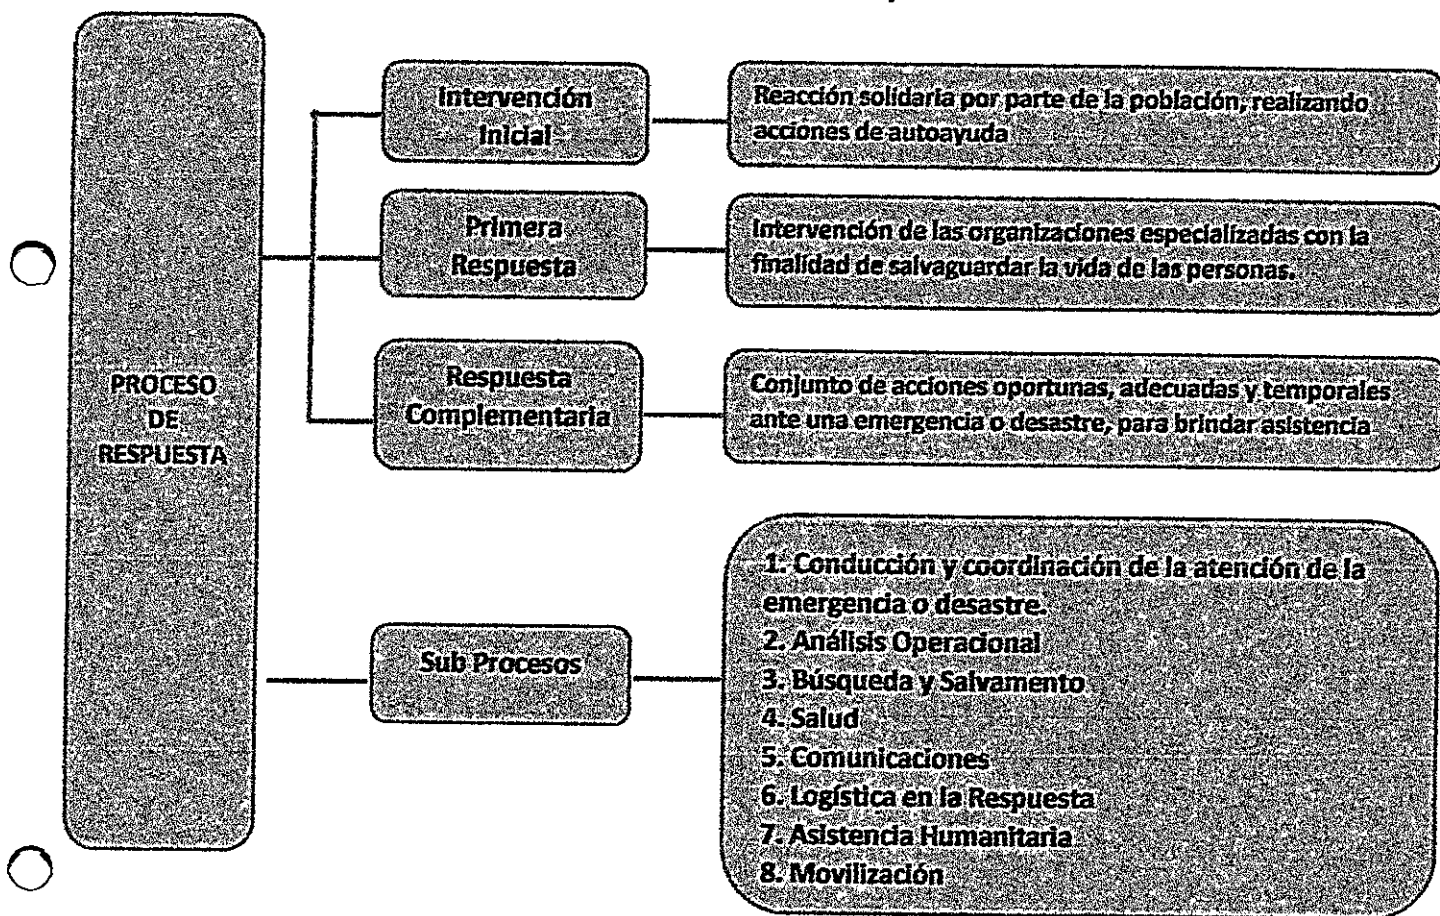 PROCESO
DE
RESPUESTA
Intervención
Inicial
Reacción solidaria por parte de la población, realizando
acciones de autoayuda
Primera
Respuesta
Intervención de las organizaciones especializadas con la
finalidad de salvaguardar la vida de las personas.
Respuesta
Complementaria
Conjunto de acciones oportunas, adecuadas y temporales
ante una emergencia o desastre, para brindar asistencia
Sub Procesos
1. Conducción y coordinación de la atención de la
emergencia o desastre.
2. Análisis Operacional
3. Búsqueda y Salvamento
4. Salud
5. Comunicaciones
6. Logística en la Respuesta
7. Asistencia Humanitaria
8. Movilización